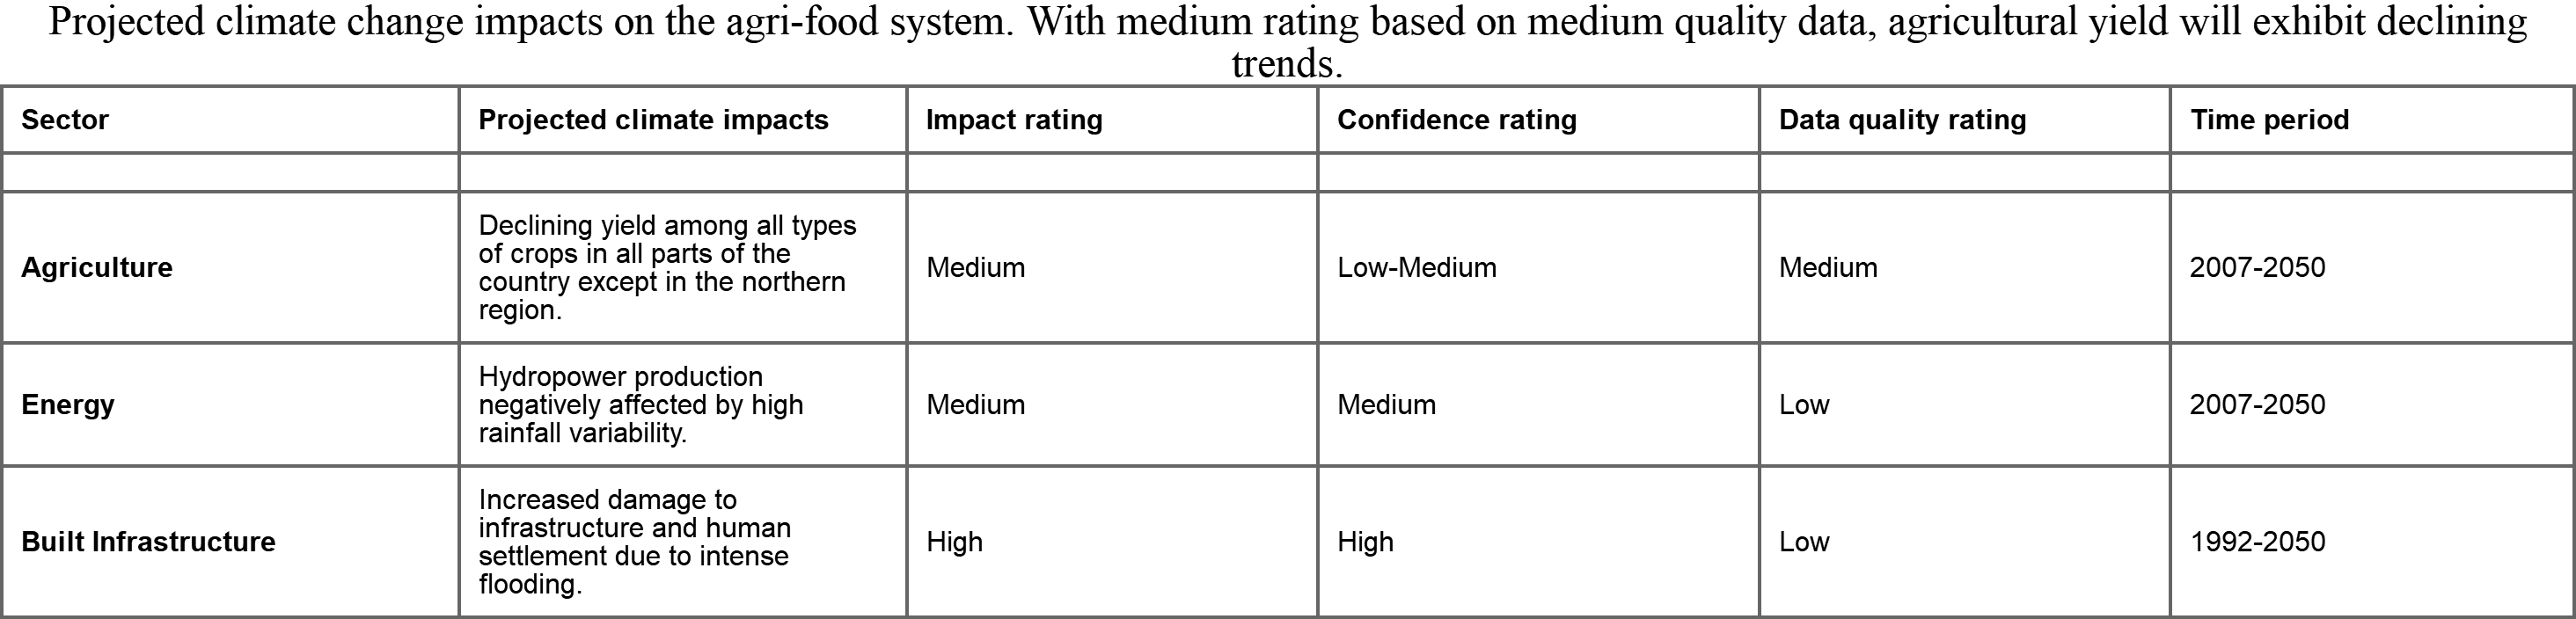 Projected climate change impacts on the agri-food system. With medium rating based on medium quality data, agricultural yield will exhibit declining
trends.
Sector
Projected climate impacts
Impact rating
Confidence rating
Data quality rating
Time period
Agriculture
Declining yield among all types
of crops in all parts of the
country except in the northern
region.
Medium
Low-Medium
Medium
2007-2050
Energy
Hydropower production
negatively affected by high
rainfall variability.
Medium
Medium
Low
2007-2050
Built Infrastructure
Increased damage to
infrastructure and human
settlement due to intense
flooding.
High
High
Low
1992-2050